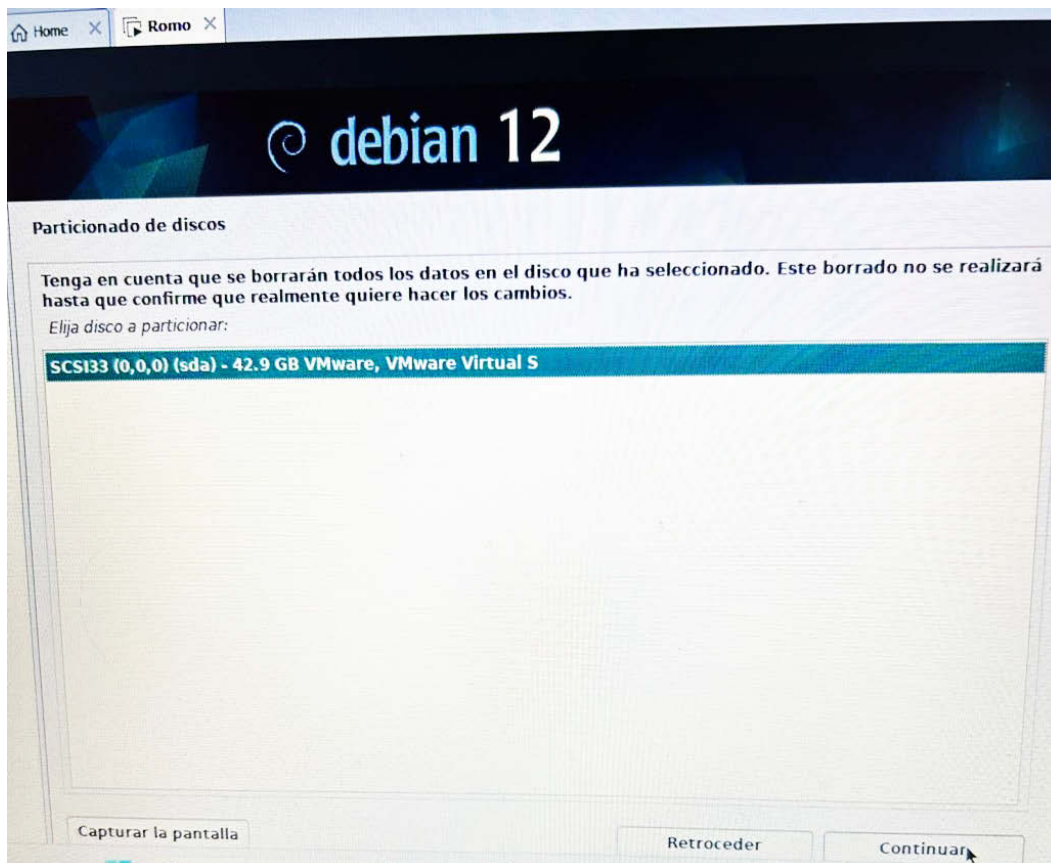 Home
Romo
debian 12
Particionado de discos
Tenga en cuenta que se borrarán todos los datos en el disco que ha seleccionado. Este borrado no se realizará
hasta que confirme que realmente quiere hacer los cambios.
Elija disco a particionar:
SCSI33 (0,0,0) (sda) - 42.9 GB VMware, VMware Virtual S
Capturar la pantalla
Retroceder
Continuar